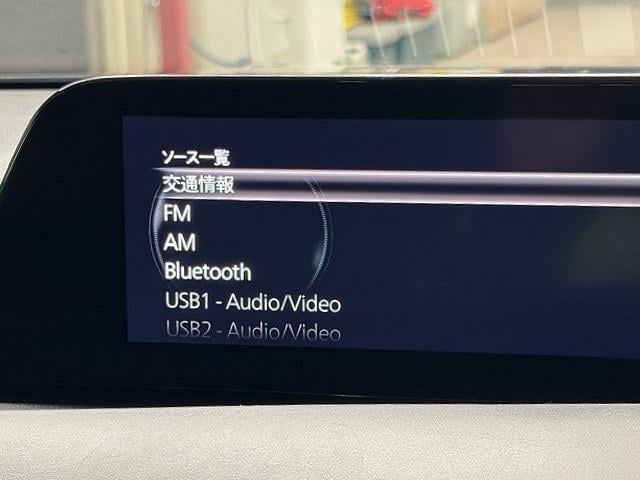 ソース一覧
交通情報
FM
AM
Bluetooth
USB1 - Audio/Video
USB2 - Audio/Video